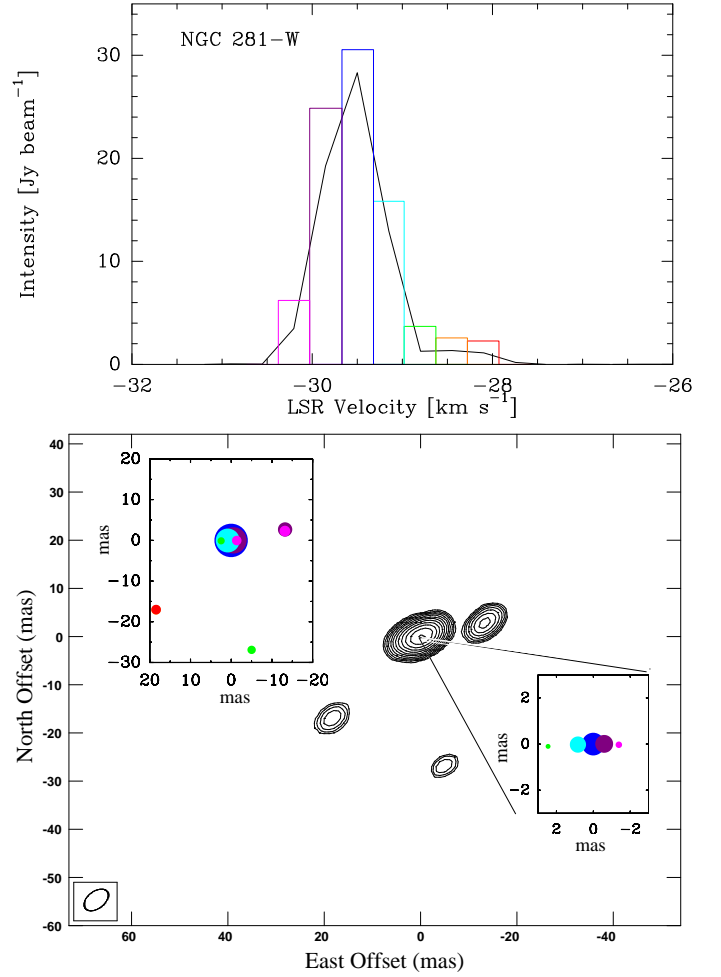 NGC 281-W
Intensity [Jy beam⁻¹]
30
20
10
0
-32 -30 -28 -26
LSR Velocity [km s⁻¹]
North Offset (mas)
40
30
20
10
0
-10
-20
-30
-40
-50
-60
mas
20
10
0
-10
-20
-30
20 10 0 -10 -20
mas
mas
2
0
-2
2 0 -2
mas
60 40 20 0 -20 -40
East Offset (mas)